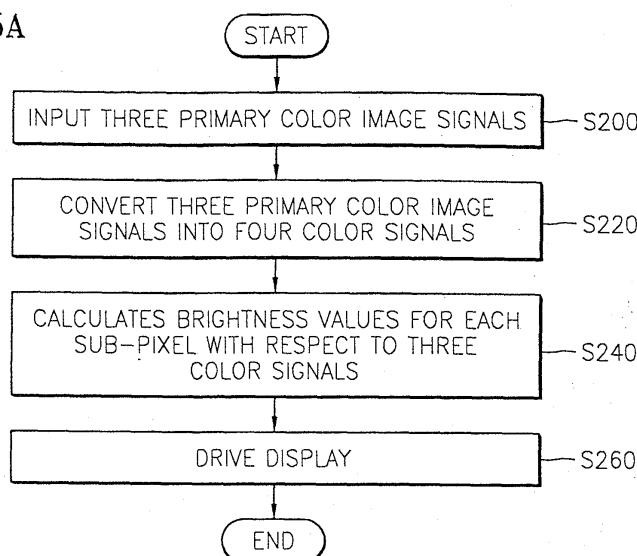 5A
START
INPUT THREE PRIMARY COLOR IMAGE SIGNALS
S200
CONVERT THREE PRIMARY COLOR IMAGE
SIGNALS INTO FOUR COLOR SIGNALS
S220
CALCULATES BRIGHTNESS VALUES FOR EACH
SUB-PIXEL WITH RESPECT TO THREE
COLOR SIGNALS
S240
DRIVE DISPLAY
S260
END